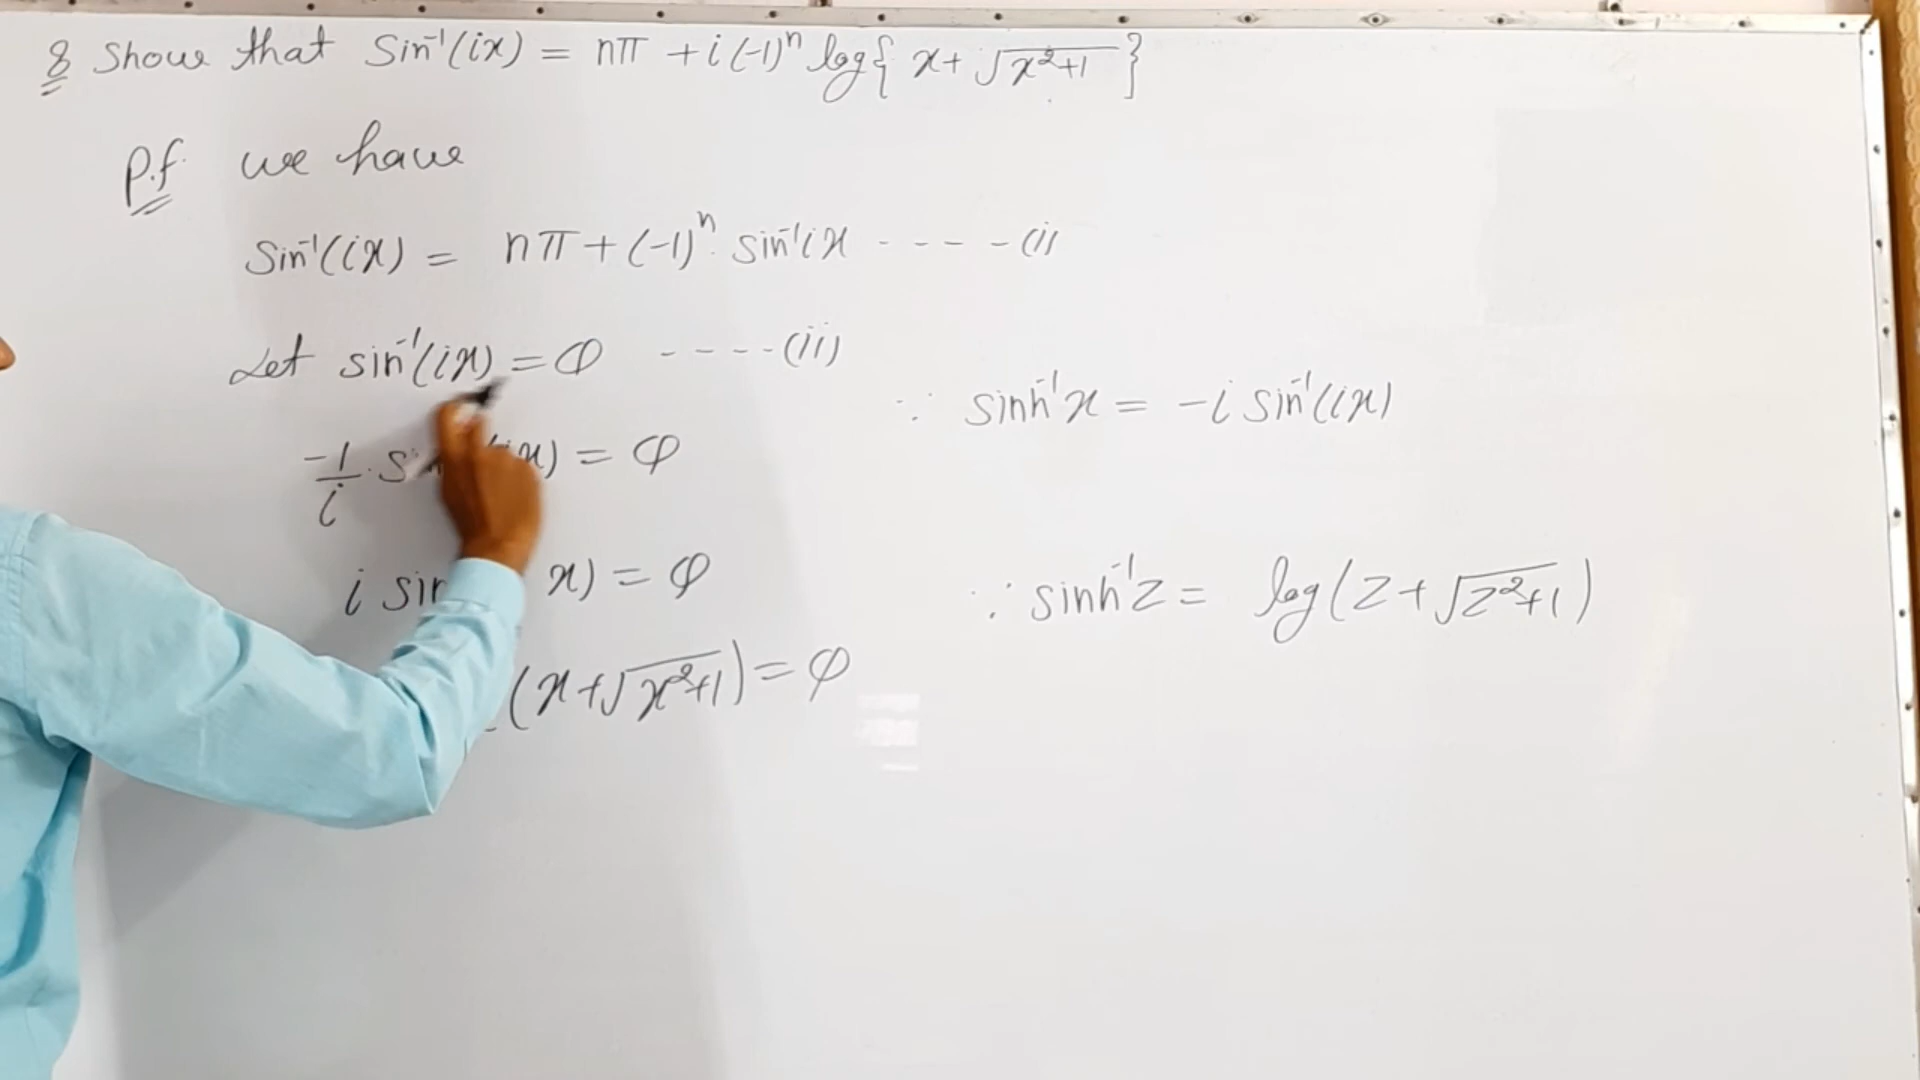 8 Show that Sin⁻¹(ix) = nπ + i(-1)ⁿ log{ x+ √x²+1 }
P.f. we have
Sin⁻¹(ix) = nπ + (-1)ⁿ. sin⁻¹ix ---- (i)
Let sin⁻¹(ix) = φ ---- (ii)
∵ sinh⁻¹x = -i sin⁻¹(ix)
-1/i . x) = φ
i x) = φ
∵ sinh⁻¹z = log(z+√z²+1)
(x+√x²+1) = φ